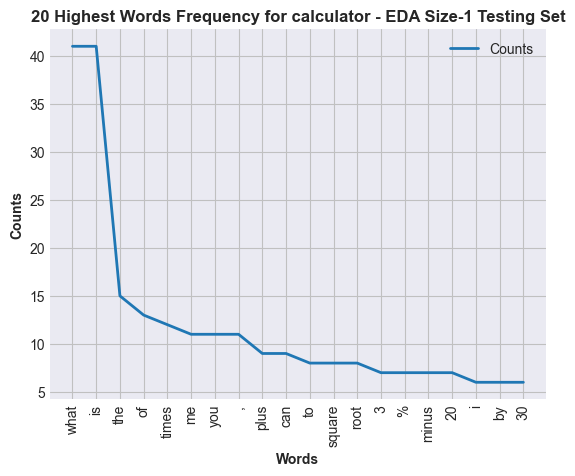 20 Highest Words Frequency for calculator - EDA Size-1 Testing Set
Counts
40
35
30
25
20
15
10
5
Counts
what
is
the
of
times
me
you
,
plus
can
to
square
root
3
%
minus
20
i
by
30
Words